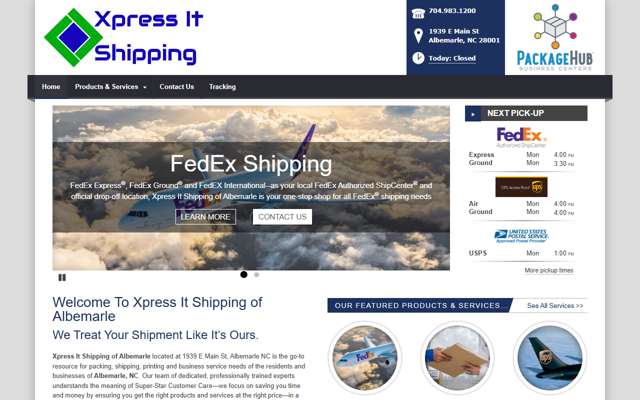 Xpress It
Shipping
704.983.1200
1939 E Main St
Albemarle, NC 28001
Today: Closed
PACKAGEHUB
BUSINESS CENTERS
Home
Products & Services
Contact Us
Tracking
FedEx Shipping
FedEx Express®, FedEx Ground® and FedEX International--as your local FedEx Authorized ShipCenter® and
official drop-off location, Xpress It Shipping of Albemarle is your one-stop-shop for all FedEx® shipping needs
LEARN MORE
CONTACT US
NEXT PICK-UP
FedEx
Authorized ShipCenter
Express Mon 4:00 PM
Ground Mon 3:30 PM
ups
Air Mon 4:00 PM
Ground Mon 4:00 PM
UNITED STATES
POSTAL SERVICE
Approved Postal Provider
USPS Mon 1:00 PM
More pickup times
Welcome To Xpress It Shipping of
Albemarle
We Treat Your Shipment Like It's Ours.
Xpress It Shipping of Albemarle located at 1939 E Main St, Albemarle NC is the go-to
resource for packing, shipping, printing and business service needs of the residents and
businesses of Albemarle, NC. Our team of dedicated, professionally trained experts
understands the meaning of Super-Star Customer Care—we focus on saving you time
and money by ensuring you get the right products and services at the right price—in a
OUR FEATURED PRODUCTS & SERVICES...
See All Services >>